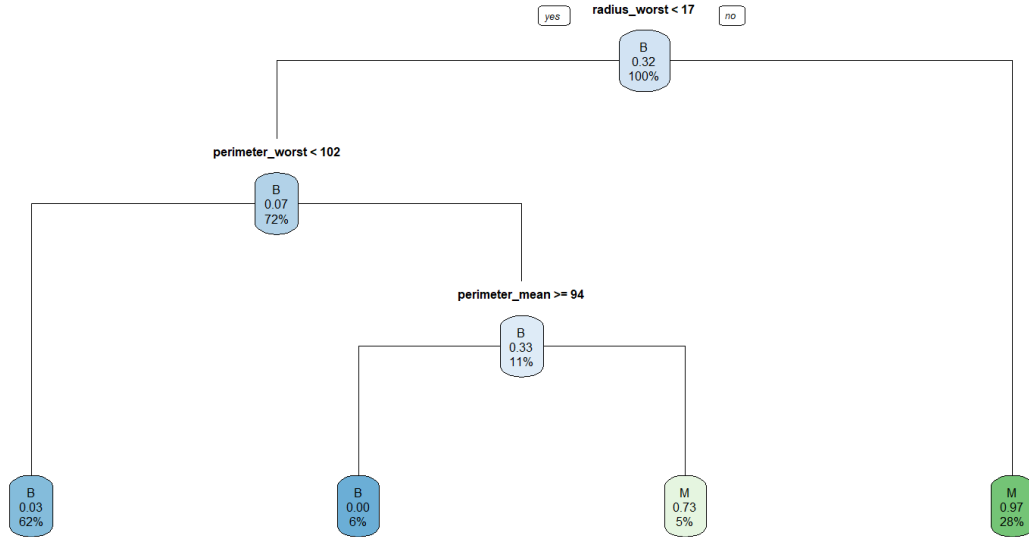 yes
radius_worst < 17
no
B
0.32
100%
perimeter_worst < 102
B
0.07
72%
perimeter_mean >= 94
B
0.33
11%
B
0.03
62%
B
0.00
6%
M
0.73
5%
M
0.97
28%